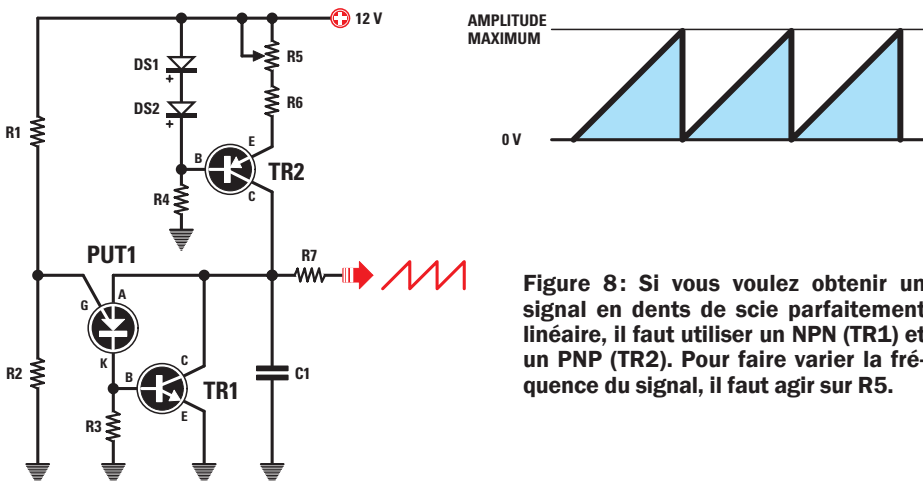 12 V
DS1
+
DS2
+
R5
R6
R1
E
B
TR2
C
R4
PUT1
R7
G
A
K
C
B
TR1
E
C1
R2
R3
AMPLITUDE
MAXIMUM
0 V
Figure 8: Si vous voulez obtenir un
signal en dents de scie parfaitement
linéaire, il faut utiliser un NPN (TR1) et
un PNP (TR2). Pour faire varier la fré-
quence du signal, il faut agir sur R5.